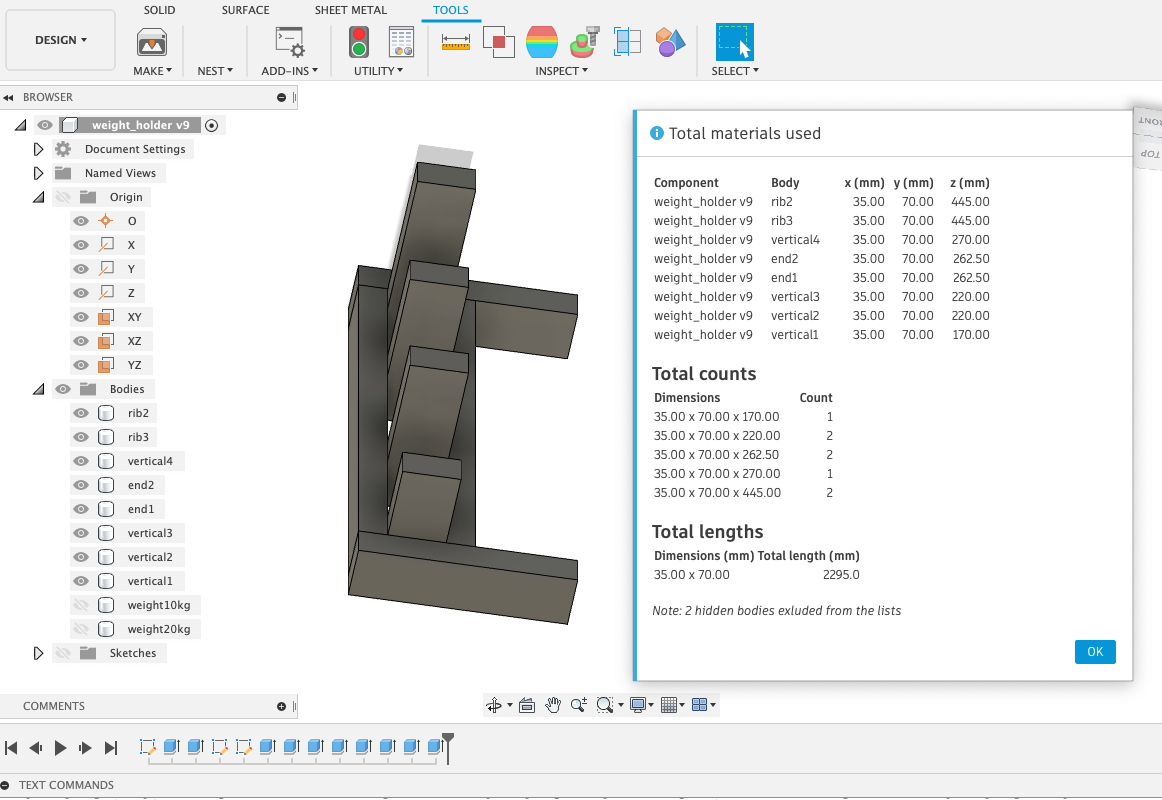 SOLID SURFACE SHEET METAL TOOLS
DESIGN
MAKE NEST ADD-INS UTILITY INSPECT SELECT
BROWSER
weight_holder v9
Document Settings
Named Views
Origin
O
X
Y
Z
XY
XZ
YZ
Bodies
rib2
rib3
vertical4
end2
end1
vertical3
vertical2
vertical1
weight10kg
weight20kg
Sketches
FRONT
TOP
Total materials used
Component Body x (mm) y (mm) z (mm)
weight_holder v9 rib2 35.00 70.00 445.00
weight_holder v9 rib3 35.00 70.00 445.00
weight_holder v9 vertical4 35.00 70.00 270.00
weight_holder v9 end2 35.00 70.00 262.50
weight_holder v9 end1 35.00 70.00 262.50
weight_holder v9 vertical3 35.00 70.00 220.00
weight_holder v9 vertical2 35.00 70.00 220.00
weight_holder v9 vertical1 35.00 70.00 170.00
Total counts
Dimensions Count
35.00 x 70.00 x 170.00 1
35.00 x 70.00 x 220.00 2
35.00 x 70.00 x 262.50 2
35.00 x 70.00 x 270.00 1
35.00 x 70.00 x 445.00 2
Total lengths
Dimensions (mm) Total length (mm)
35.00 x 70.00 2295.0
Note: 2 hidden bodies exluded from the lists
OK
COMMENTS
TEXT COMMANDS